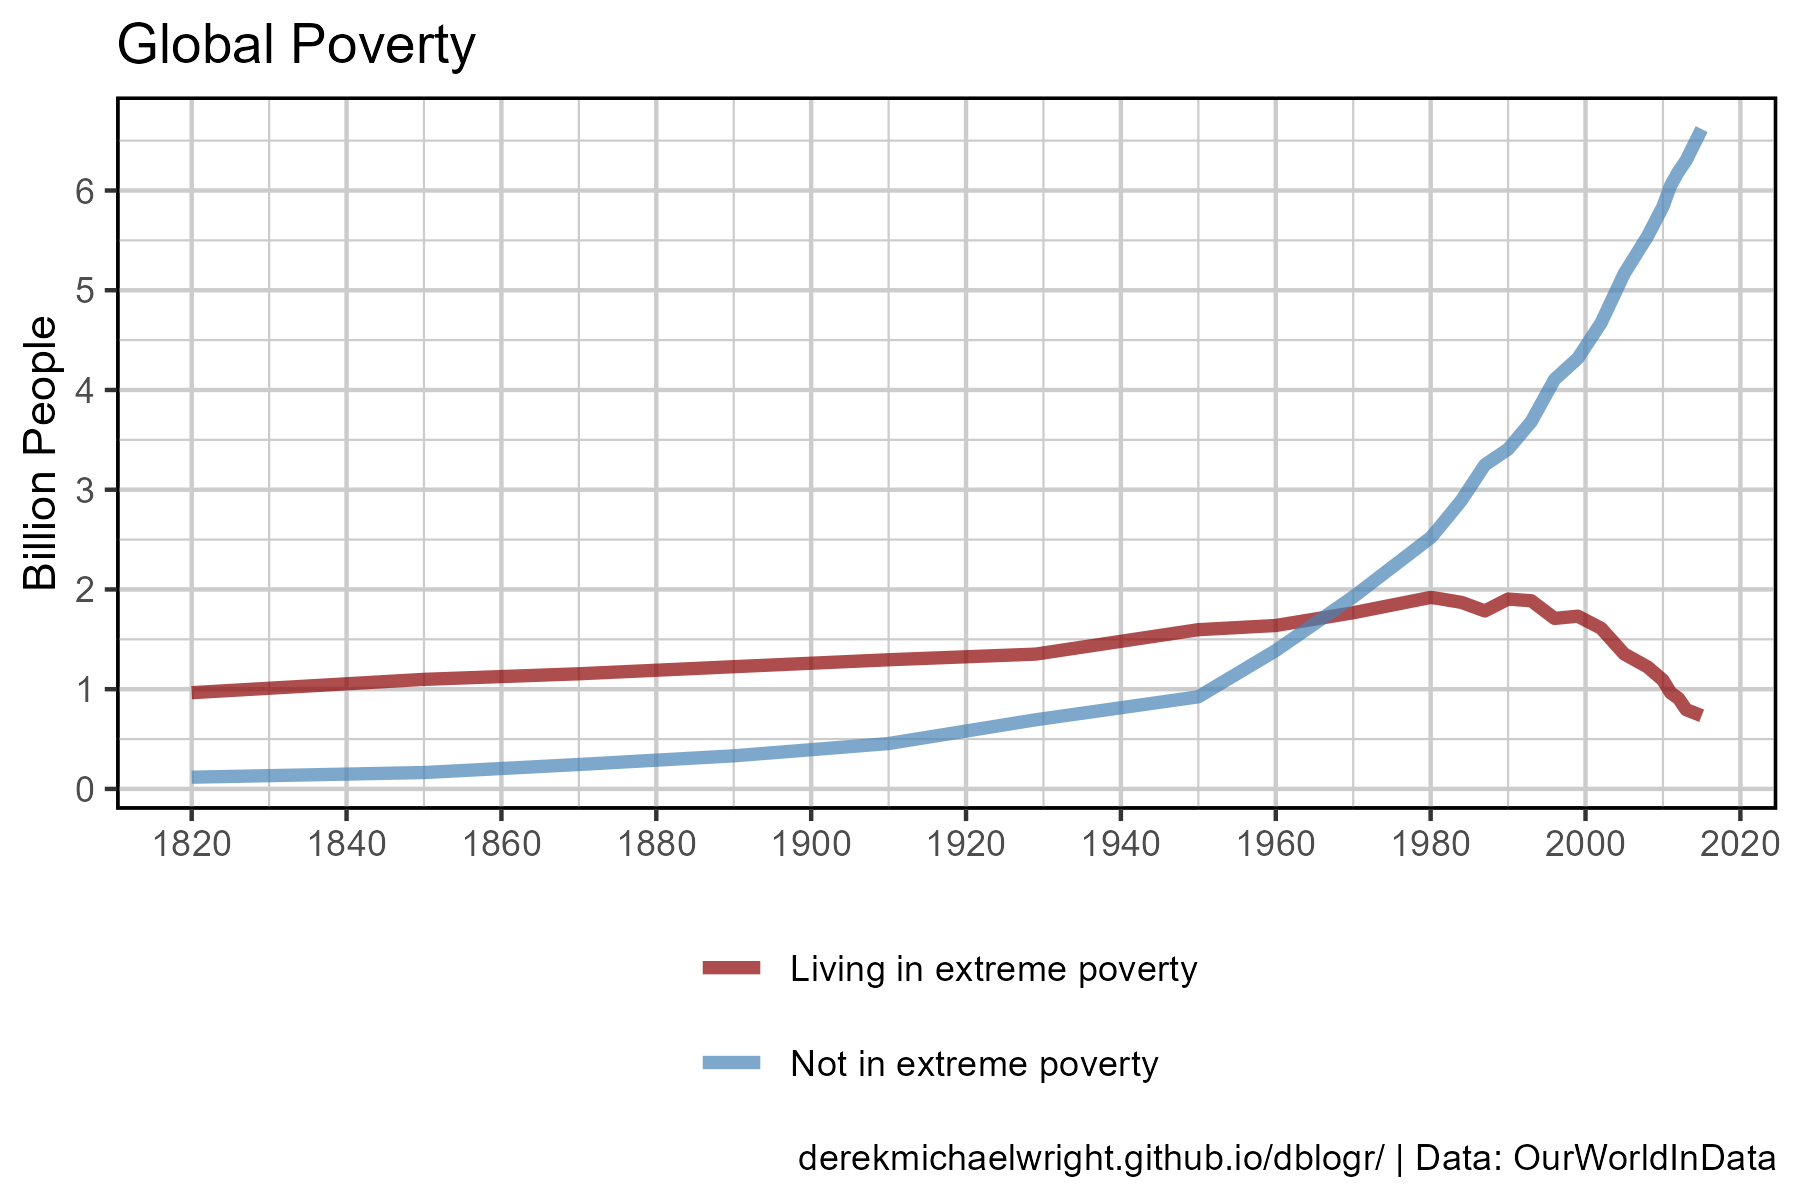 Global Poverty
Billion People
6
5
4
3
2
1
0
1820 1840 1860 1880 1900 1920 1940 1960 1980 2000 2020
Living in extreme poverty
Not in extreme poverty
derekmichaelwright.github.io/dblogr/ | Data: OurWorldInData